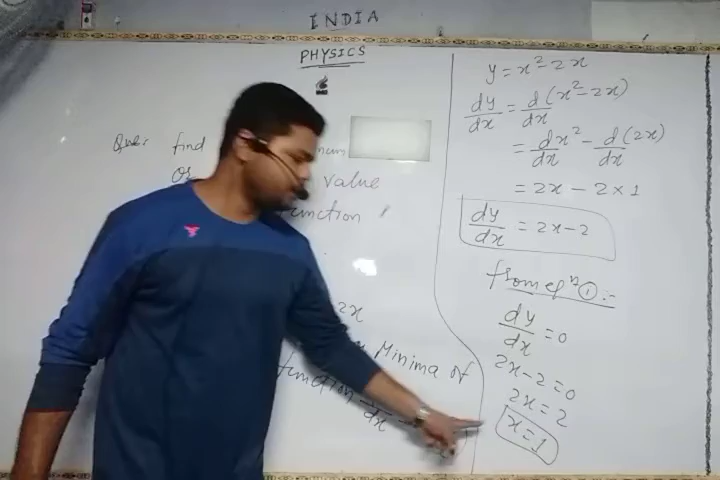 INDIA
PHYSICS
Que: find
Or value
function
2x
Minima of
function
dx
y = x² - 2x
dy/dx = d/dx (x² - 2x)
= d/dx x² - d/dx (2x)
= 2x - 2 × 1
dy/dx = 2x - 2
from eqⁿ ① :-
dy/dx = 0
2x - 2 = 0
2x = 2
x = 1